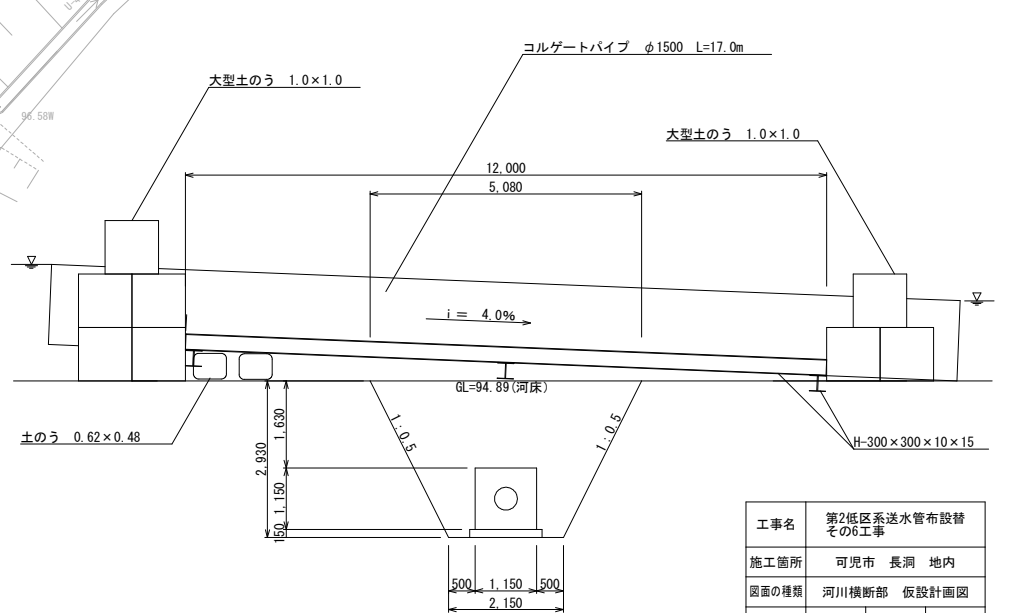 96.58W
コルゲートパイプ φ1500 L=17.0m
大型土のう 1.0×1.0
大型土のう 1.0×1.0
12,000
5,080
i= 4.0%
GL=94.89(河床)
土のう 0.62×0.48
H-300×300×10×15
1:0.5
1:0.5
2,930
1,630
1,150
150
500
1,150
500
2,150
工事名
第2低区系送水管布設替
その6工事
施工箇所
可児市 長洞 地内
図面の種類
河川横断部 仮設計画図